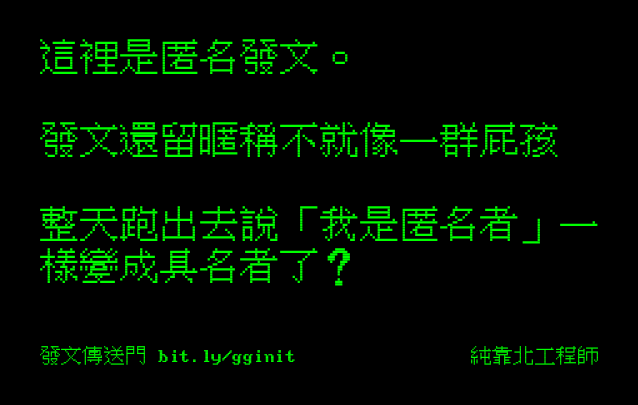 這裡是匿名發文。
發文還留暱稱不就像一群屁孩
整天跑出去說「我是匿名者」一
樣變成具名者了?
發文傳送門 bit.ly/gginit
純靠北工程師